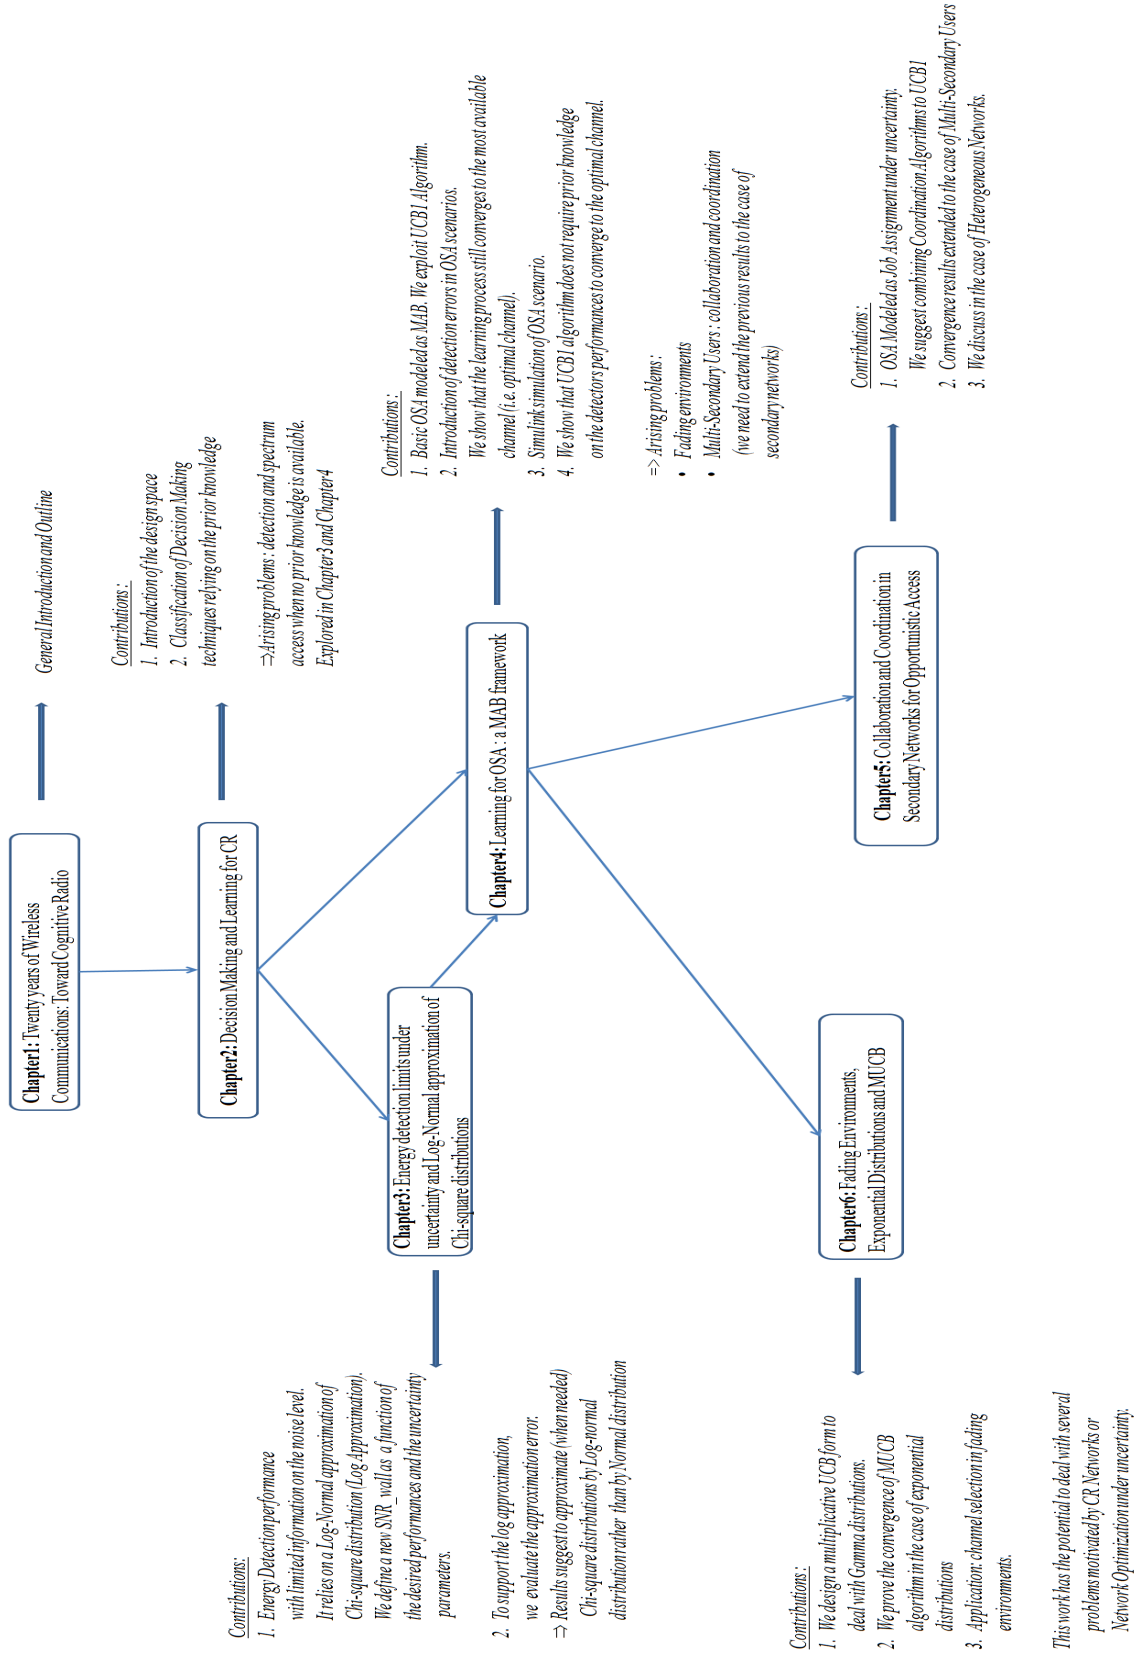 Chapter1: Twenty years of Wireless
Communications: Toward Cognitive Radio
General Introduction and Outline
Chapter2: Decision Making and Learning for CR
Contributions :
1. Introduction of the design space
2. Classification of Decision Making
techniques relying on the prior knowledge
=>Arising problems : detection and spectrum
access when no prior knowledge is available.
Explored in Chapter3 and Chapter4
Contributions:
1. Energy Detection performance
with limited information on the noise level.
It relies on a Log-Normal approximation of
Chi-square distribution (Log Approximation).
We define a new SNR_wall as a function of
the desired performances and the uncertainty
parameters.
2. To support the log approximation,
we evaluate the approximation error.
=> Results suggest to approximate (when needed)
Chi-square distributions by Log-normal
distribution rather than by Normal distribution
Chapter3: Energy detection limits under
uncertainty and Log-Normal approximation of
Chi-square distributions
Chapter4: Learning for OSA : a MAB framework
Contributions :
1. Basic OSA modeled as MAB. We exploit UCB1 Algorithm.
2. Introduction of detection errors in OSA scenarios.
We show that the learning process still converges to the most available
channel (i.e. optimal channel).
3. Simulink simulation of OSA scenario.
4. We show that UCB1 algorithm does not require prior knowledge
on the detectors performances to converge to the optimal channel.
=> Arising problems :
• Fading environments
• Multi-Secondary Users : collaboration and coordination
(we need to extend the previous results to the case of
secondary networks)
Contributions :
1. We design a multiplicative UCB form to
deal with Gamma distributions.
2. We prove the convergence of MUCB
algorithm in the case of exponential
distributions
3. Application: channel selection in fading
environments.
This work has the potential to deal with several
problems motivated by CR Networks or
Network Optimization under uncertainty.
Chapter6: Fading Environments,
Exponential Distributions and MUCB
Chapter5: Collaboration and Coordination in
Secondary Networks for Opportunistic Access
Contributions :
1. OSA Modeled as Job Assignment under uncertainty.
We suggest combining Coordination Algorithms to UCB1
2. Convergence results extended to the case of Multi-Secondary Users
3. We discuss in the case of Heterogeneous Networks.